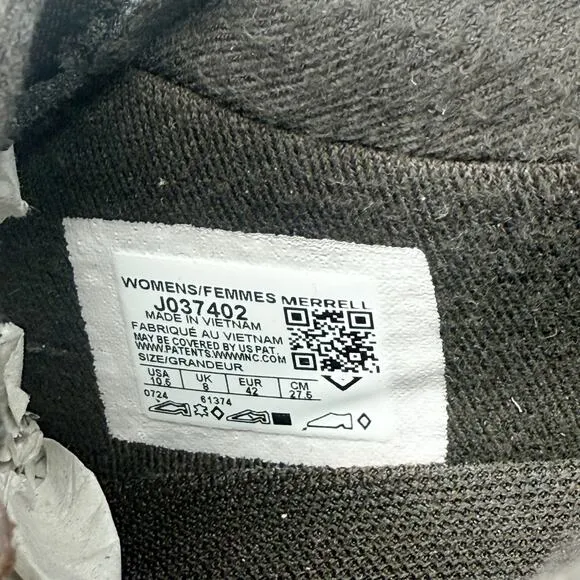 WOMENS/FEMMES MERRELL
J037402
MADE IN VIETNAM
FABRIQUÉ AU VIETNAM
MAY BE COVERED BY US PAT.
WWW.PATENTS.WWWINC.COM
SIZE/GRANDEUR
USA UK EUR CM
10.5 8 42 27.5
0724 61374